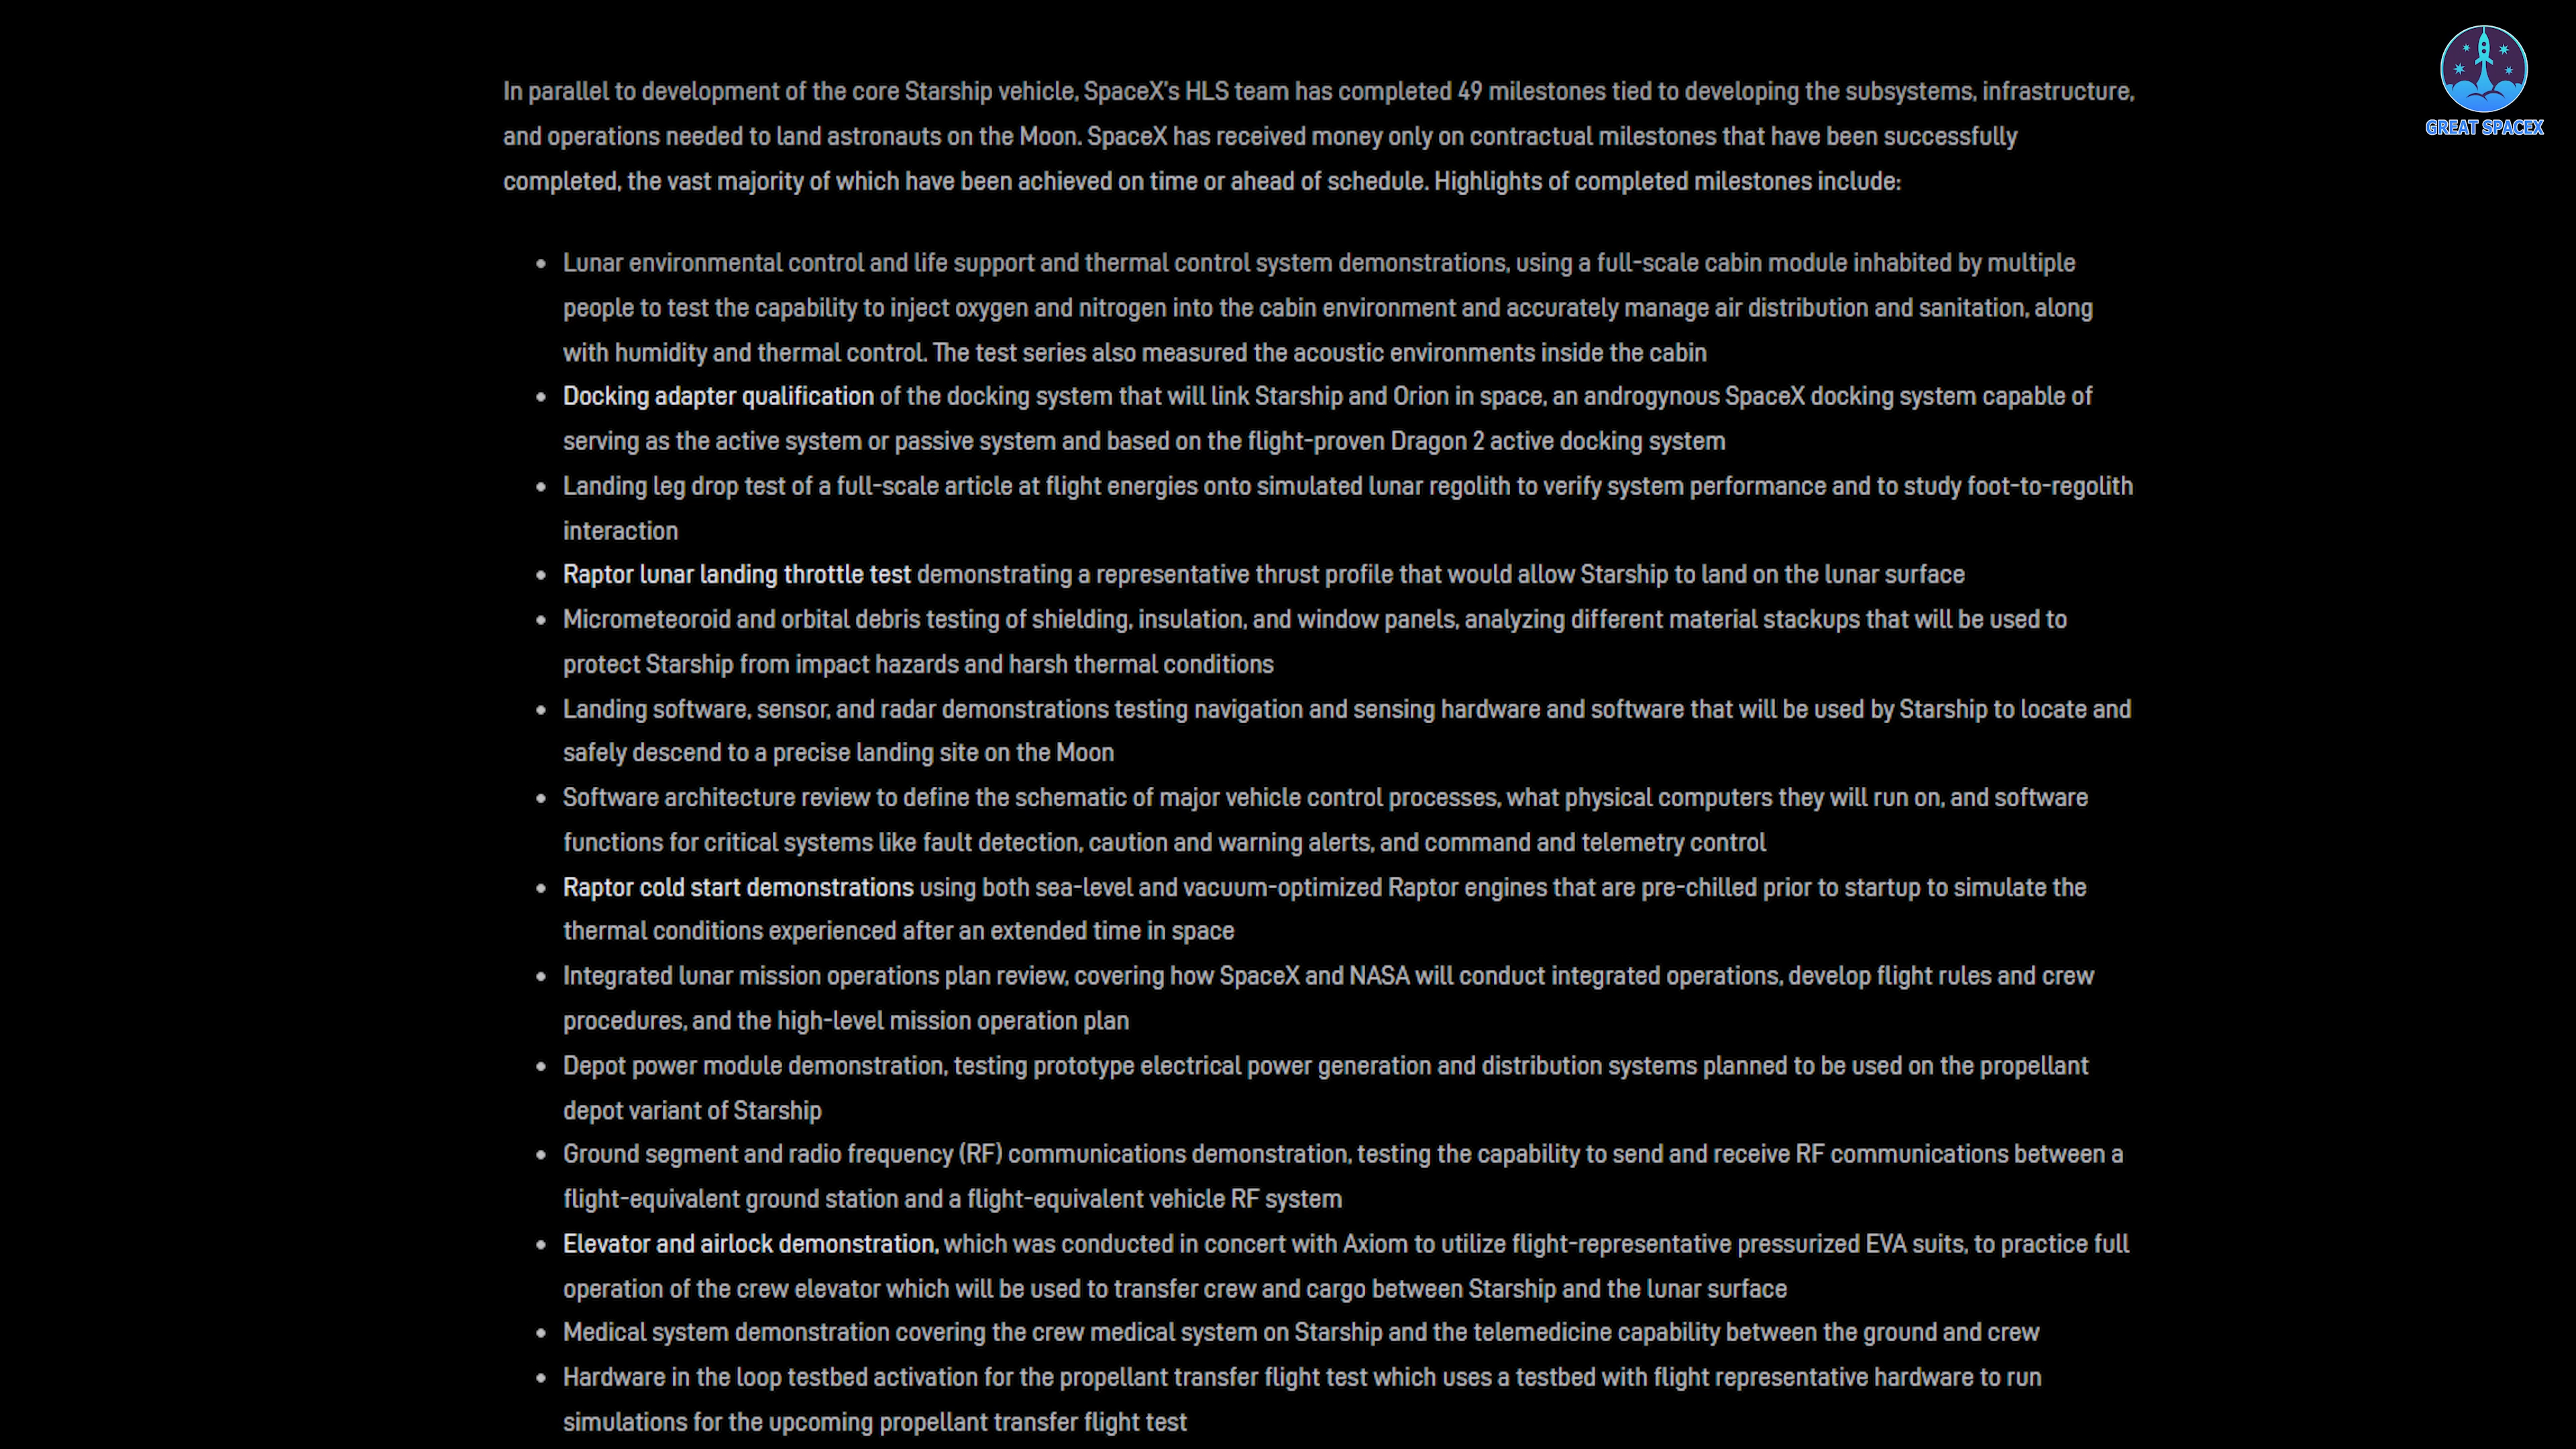 GREAT SPACEX
In parallel to development of the core Starship vehicle, SpaceX's HLS team has completed 49 milestones tied to developing the subsystems, infrastructure,
and operations needed to land astronauts on the Moon. SpaceX has received money only on contractual milestones that have been successfully
completed, the vast majority of which have been achieved on time or ahead of schedule. Highlights of completed milestones include:
• Lunar environmental control and life support and thermal control system demonstrations, using a full-scale cabin module inhabited by multiple
people to test the capability to inject oxygen and nitrogen into the cabin environment and accurately manage air distribution and sanitation, along
with humidity and thermal control. The test series also measured the acoustic environments inside the cabin
• Docking adapter qualification of the docking system that will link Starship and Orion in space, an androgynous SpaceX docking system capable of
serving as the active system or passive system and based on the flight-proven Dragon 2 active docking system
• Landing leg drop test of a full-scale article at flight energies onto simulated lunar regolith to verify system performance and to study foot-to-regolith
interaction
• Raptor lunar landing throttle test demonstrating a representative thrust profile that would allow Starship to land on the lunar surface
• Micrometeoroid and orbital debris testing of shielding, insulation, and window panels, analyzing different material stackups that will be used to
protect Starship from impact hazards and harsh thermal conditions
• Landing software, sensor, and radar demonstrations testing navigation and sensing hardware and software that will be used by Starship to locate and
safely descend to a precise landing site on the Moon
• Software architecture review to define the schematic of major vehicle control processes, what physical computers they will run on, and software
functions for critical systems like fault detection, caution and warning alerts, and command and telemetry control
• Raptor cold start demonstrations using both sea-level and vacuum-optimized Raptor engines that are pre-chilled prior to startup to simulate the
thermal conditions experienced after an extended time in space
• Integrated lunar mission operations plan review, covering how SpaceX and NASA will conduct integrated operations, develop flight rules and crew
procedures, and the high-level mission operation plan
• Depot power module demonstration, testing prototype electrical power generation and distribution systems planned to be used on the propellant
depot variant of Starship
• Ground segment and radio frequency (RF) communications demonstration, testing the capability to send and receive RF communications between a
flight-equivalent ground station and a flight-equivalent vehicle RF system
• Elevator and airlock demonstration, which was conducted in concert with Axiom to utilize flight-representative pressurized EVA suits, to practice full
operation of the crew elevator which will be used to transfer crew and cargo between Starship and the lunar surface
• Medical system demonstration covering the crew medical system on Starship and the telemedicine capability between the ground and crew
• Hardware in the loop testbed activation for the propellant transfer flight test which uses a testbed with flight representative hardware to run
simulations for the upcoming propellant transfer flight test